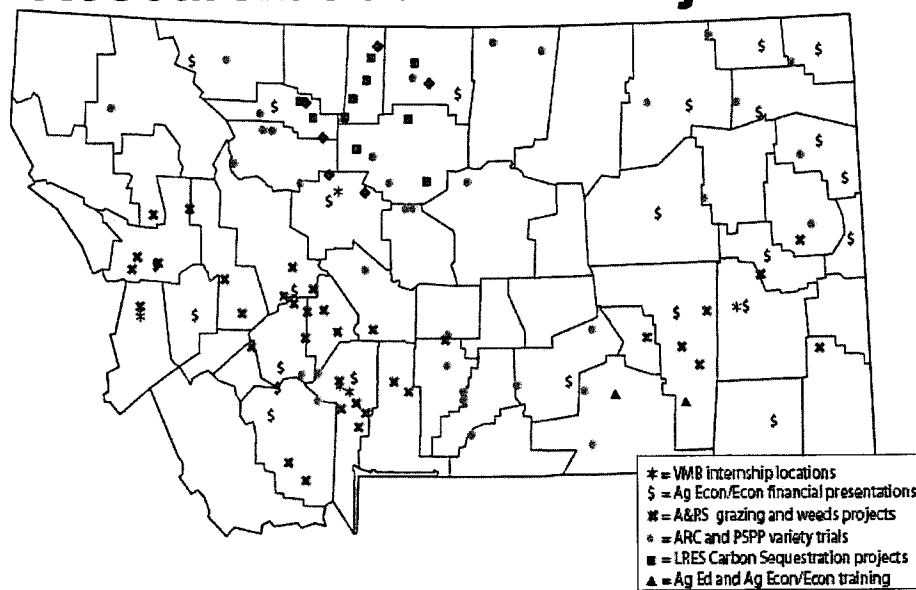 * = VMB internship locations
$ = Ag Econ/Econ financial presentations
✖ = A&RS grazing and weeds projects
• = ARC and PSPP variety trials
■ = LRES Carbon Sequestration projects
▲ = Ag Ed and Ag Econ/Econ training